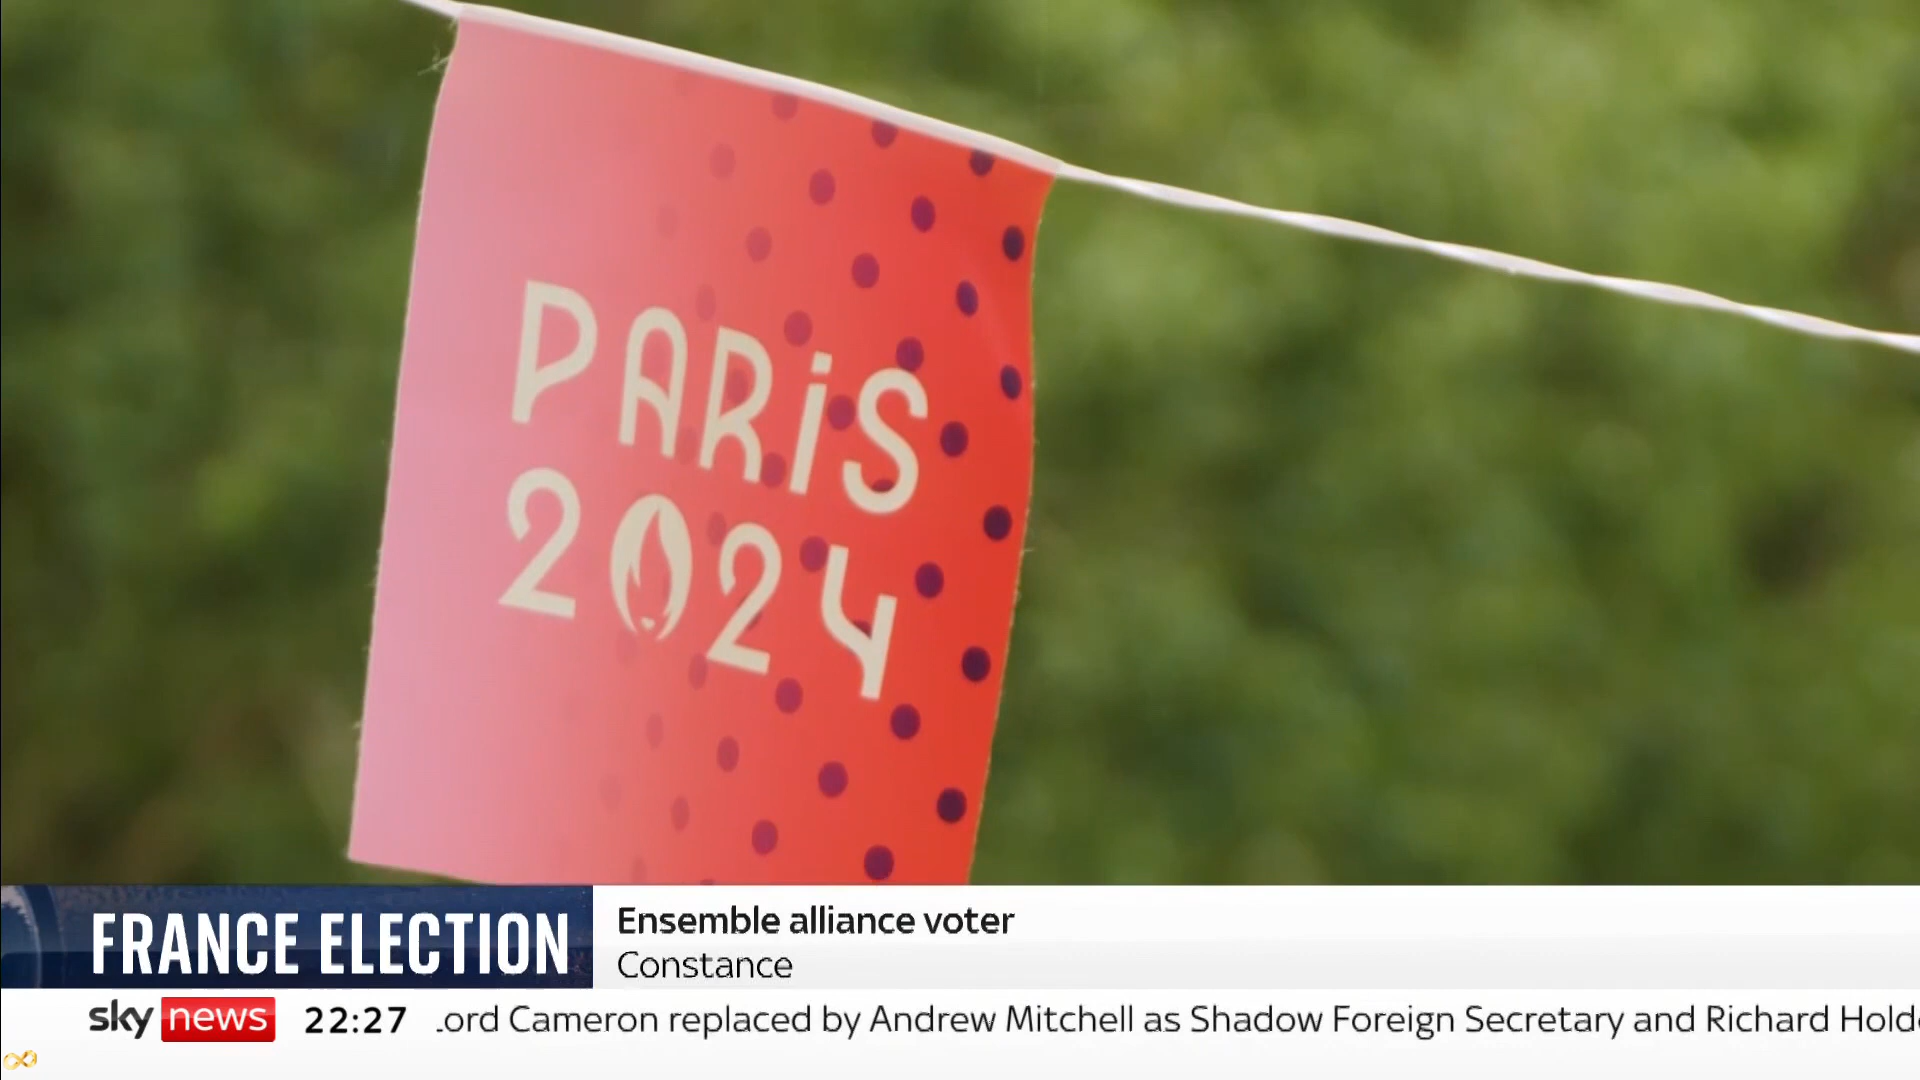 PARIS
2024
FRANCE ELECTION
Ensemble alliance voter
Constance
sky news 22:27 ord Cameron replaced by Andrew Mitchell as Shadow Foreign Secretary and Richard